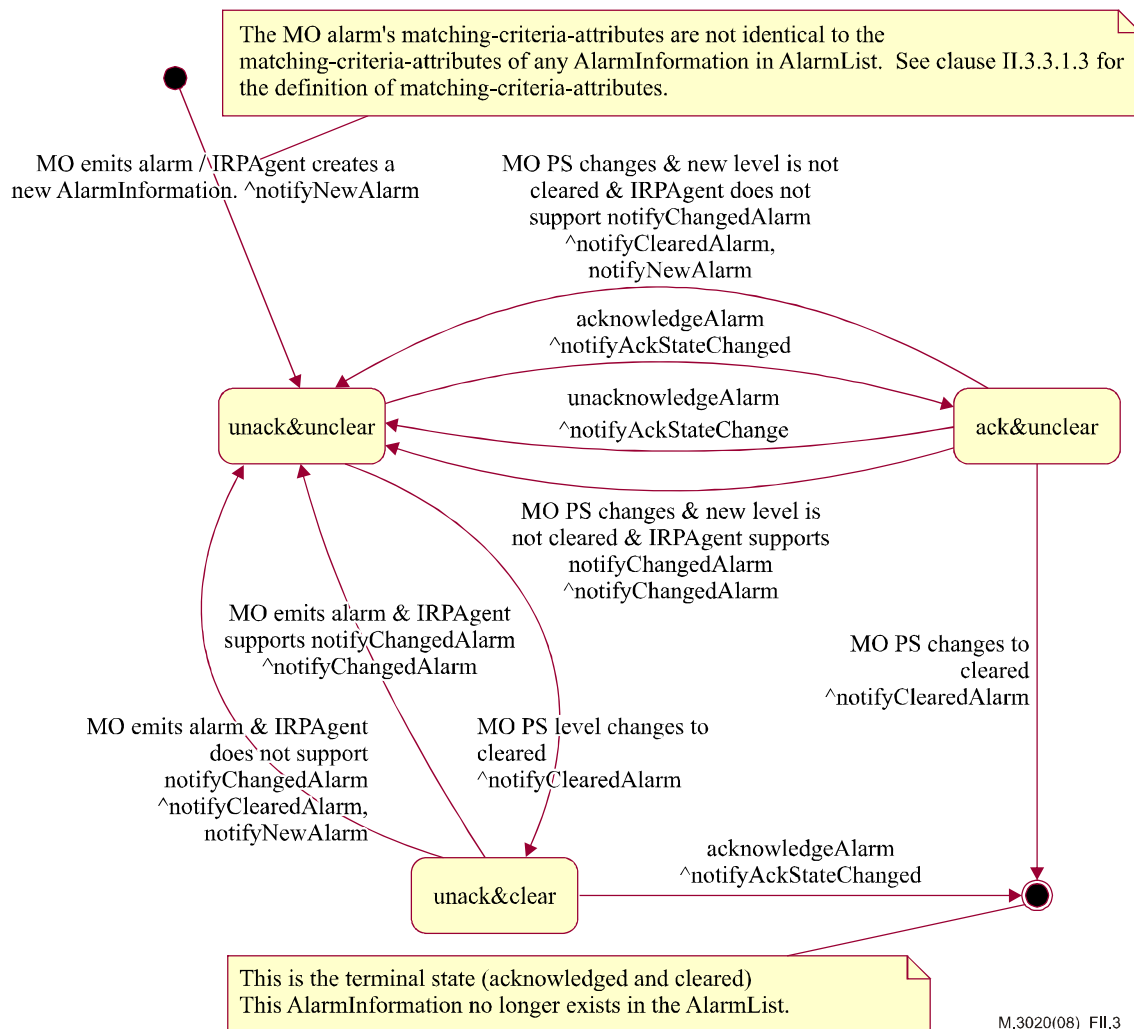 The MO alarm's matching-criteria-attributes are not identical to the
matching-criteria-attributes of any AlarmInformation in AlarmList.  See clause II.3.3.1.3 for
the definition of matching-criteria-attributes.
MO emits alarm / IRPAgent creates a
new AlarmInformation. ^notifyNewAlarm
MO PS changes & new level is not
cleared & IRPAgent does not
support notifyChangedAlarm
^notifyClearedAlarm,
notifyNewAlarm
acknowledgeAlarm
^notifyAckStateChanged
unack&unclear
unacknowledgeAlarm
^notifyAckStateChange
ack&unclear
MO PS changes & new level is
not cleared & IRPAgent supports
notifyChangedAlarm
^notifyChangedAlarm
MO emits alarm & IRPAgent
supports notifyChangedAlarm
^notifyChangedAlarm
MO PS changes to
cleared
^notifyClearedAlarm
MO emits alarm & IRPAgent
does not support
notifyChangedAlarm
^notifyClearedAlarm,
notifyNewAlarm
MO PS level changes to
cleared
^notifyClearedAlarm
acknowledgeAlarm
^notifyAckStateChanged
unack&clear
This is the terminal state (acknowledged and cleared)
This AlarmInformation no longer exists in the AlarmList.
M.3020(08)_FII.3